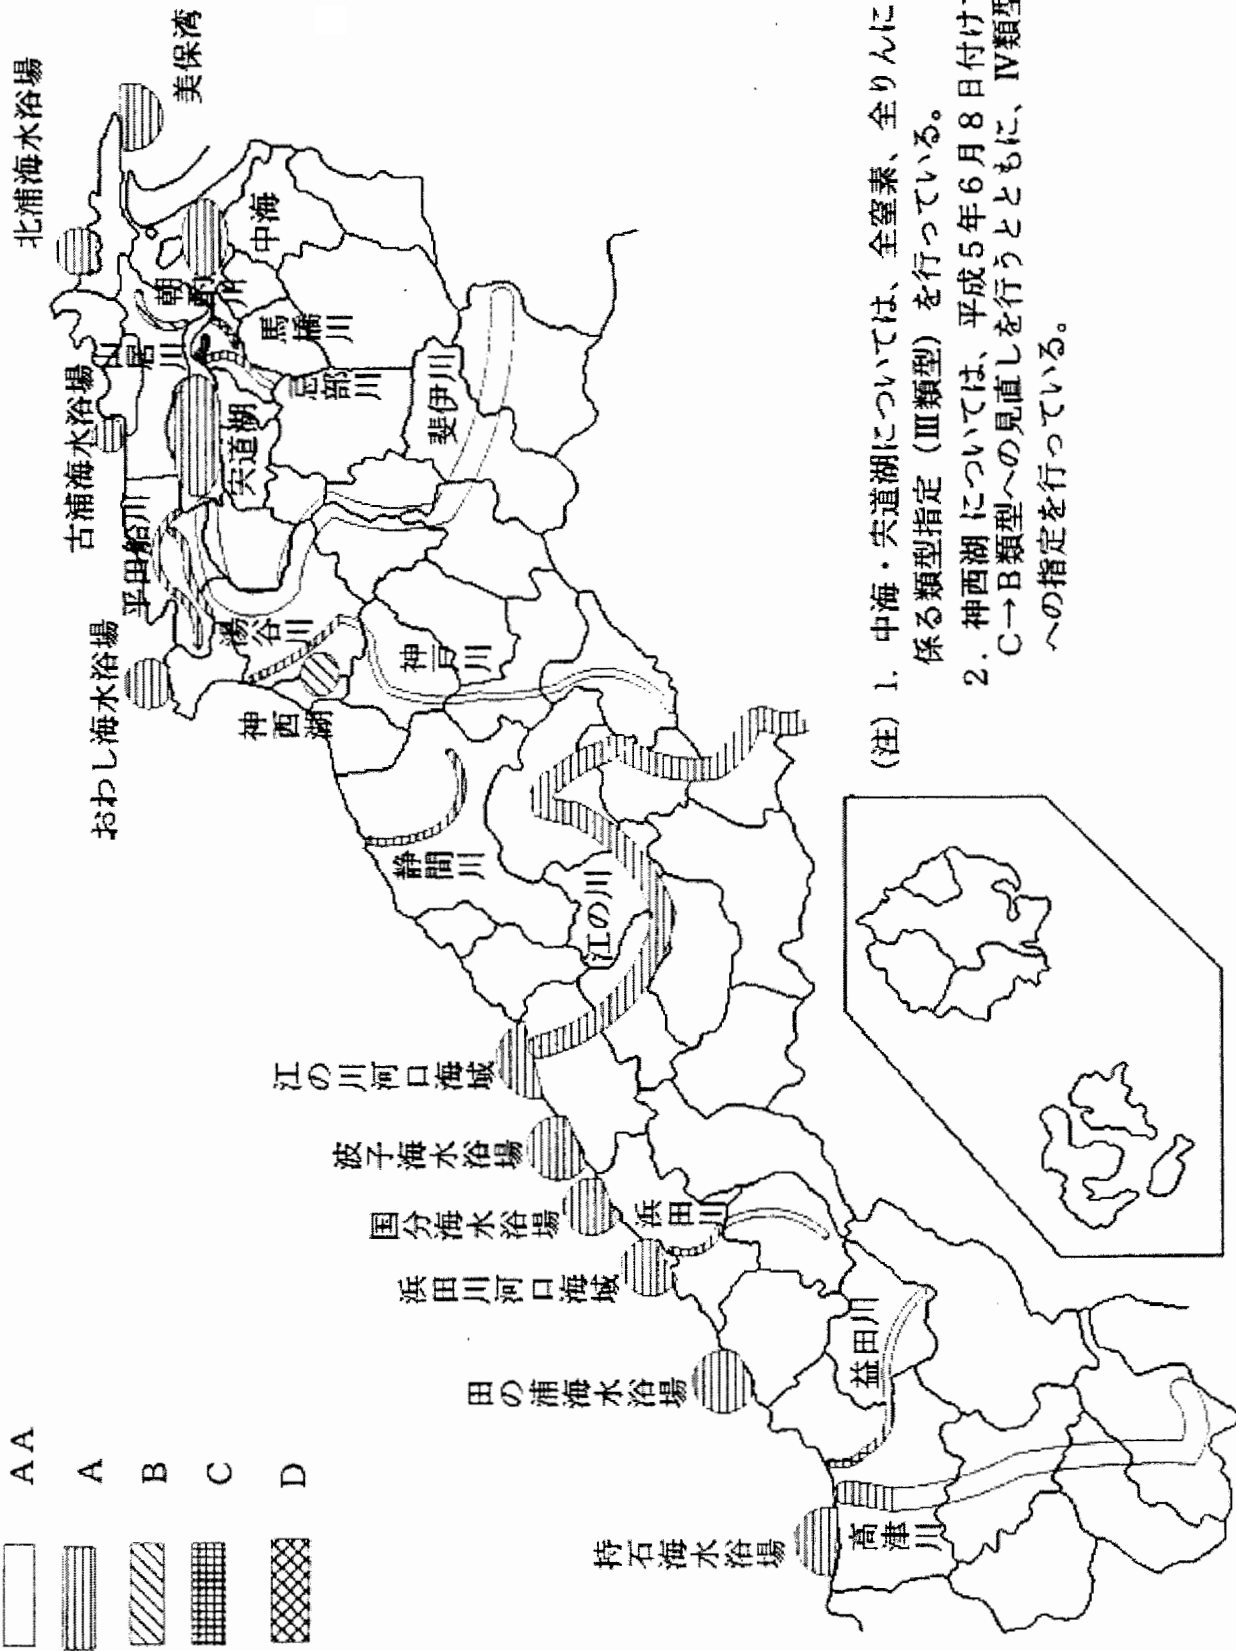 AA
A
B
C
D
北浦海水浴場
美保湾
古浦海水浴場
中海
朝酌川
山居川
馬橋川
忌部川
宍道湖
斐伊川
平田船川
おわし海水浴場
湯谷川
神戸川
神西湖
静間川
江の川
江の川河口海域
波子海水浴場
国分海水浴場
浜田川
浜田川河口海域
田の浦海水浴場
益田川
持石海水浴場
高津川
(注) 1. 中海・宍道湖については、全窒素、全りんに
係る類型指定 (III類型) を行っている。
2. 神西湖については、平成5年6月8日付け
C→B類型への見直しを行うとともに、IV類型
への指定を行っている。